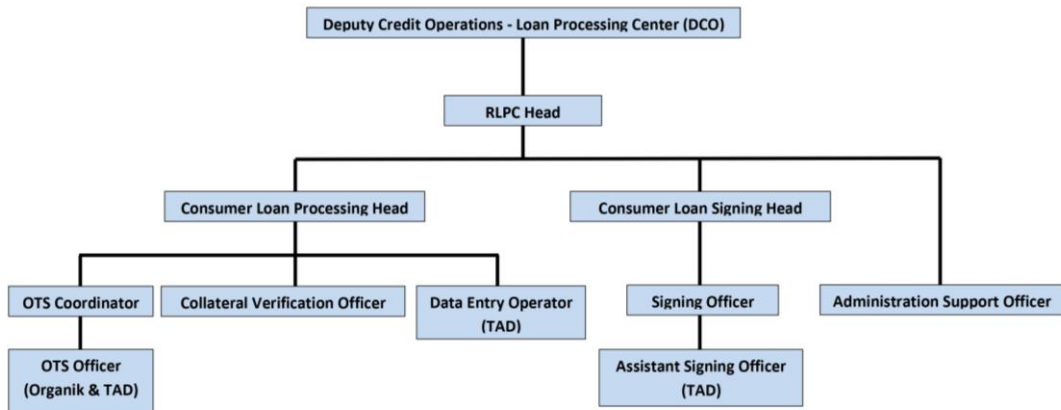 Deputy Credit Operations - Loan Processing Center (DCO)
RLPC Head
Consumer Loan Processing Head
Consumer Loan Signing Head
OTS Coordinator
Collateral Verification Officer
Data Entry Operator
(TAD)
Signing Officer
Administration Support Officer
OTS Officer
(Organik & TAD)
Assistant Signing Officer
(TAD)